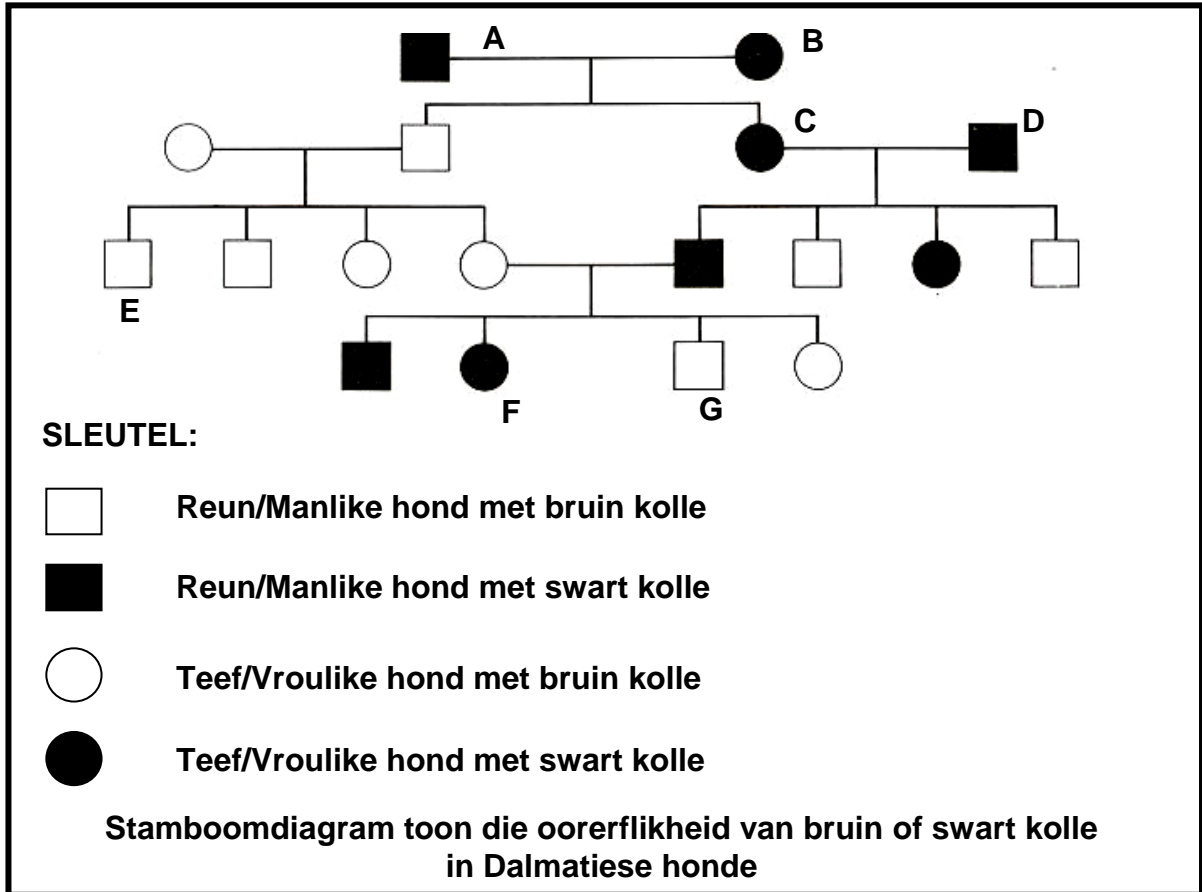 A
B
C
D
E
F
G
SLEUTEL:
Reun/Manlike hond met bruin kolle
Reun/Manlike hond met swart kolle
Teef/Vroulike hond met bruin kolle
Teef/Vroulike hond met swart kolle
Stamboomdiagram toon die oorerflikheid van bruin of swart kolle
in Dalmatiese honde